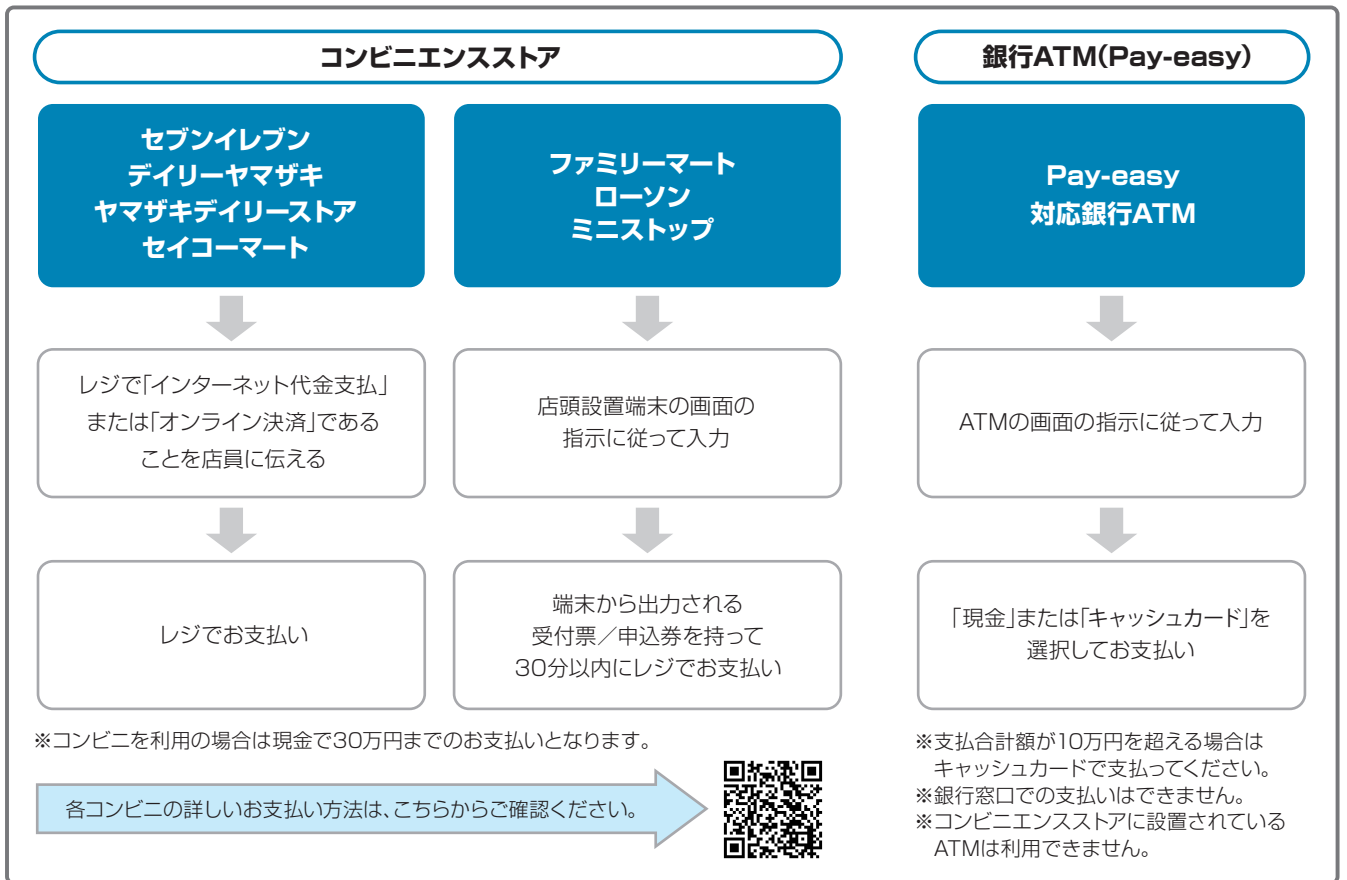 コンビニエンスストア
セブンイレブン
デイリーヤマザキ
ヤマザキデイリーストア
セイコーマート
レジで「インターネット代金支払」
または「オンライン決済」である
ことを店員に伝える
レジでお支払い
ファミリーマート
ローソン
ミニストップ
店頭設置端末の画面の
指示に従って入力
端末から出力される
受付票／申込券を持って
30分以内にレジでお支払い
※コンビニを利用の場合は現金で30万円までのお支払いとなります。
各コンビニの詳しいお支払い方法は、こちらからご確認ください。
銀行ATM(Pay-easy)
Pay-easy
対応銀行ATM
ATMの画面の指示に従って入力
「現金」または「キャッシュカード」を
選択してお支払い
※支払合計額が10万円を超える場合は
キャッシュカードで支払ってください。
※銀行窓口での支払いはできません。
※コンビニエンスストアに設置されている
ATMは利用できません。